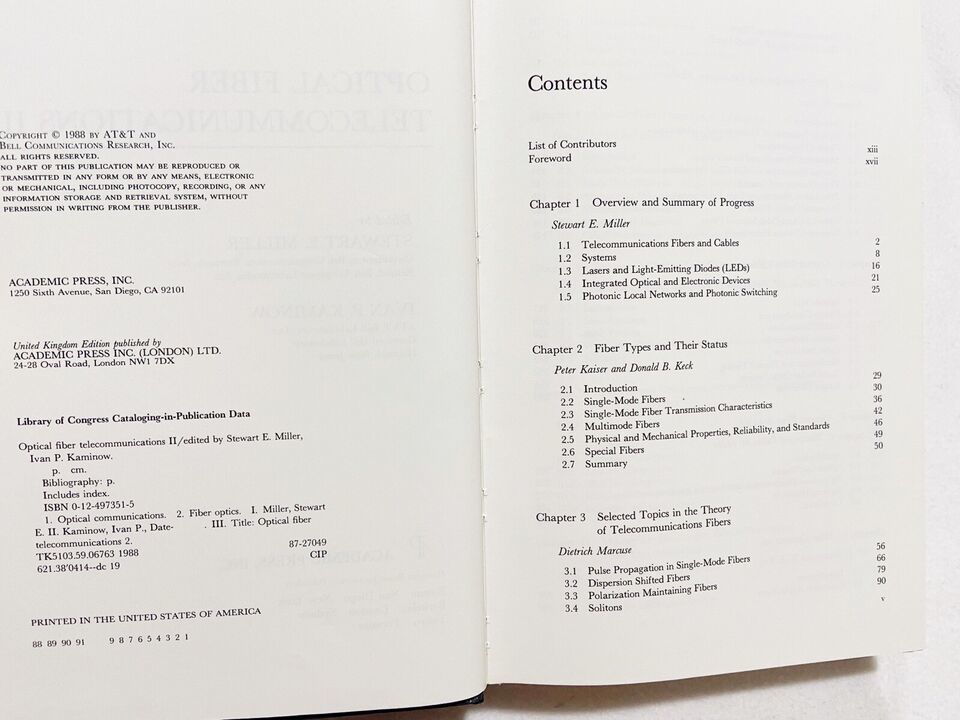 COPYRIGHT © 1988 BY AT&T AND
BELL COMMUNICATIONS RESEARCH, INC.
ALL RIGHTS RESERVED.
NO PART OF THIS PUBLICATION MAY BE REPRODUCED OR
TRANSMITTED IN ANY FORM OR BY ANY MEANS, ELECTRONIC
OR MECHANICAL, INCLUDING PHOTOCOPY, RECORDING, OR ANY
INFORMATION STORAGE AND RETRIEVAL SYSTEM, WITHOUT
PERMISSION IN WRITING FROM THE PUBLISHER.
ACADEMIC PRESS, INC.
1250 Sixth Avenue, San Diego, CA 92101
United Kingdom Edition published by
ACADEMIC PRESS INC. (LONDON) LTD.
24-28 Oval Road, London NW1 7DX
Library of Congress Cataloging-in-Publication Data
Optical fiber telecommunications II/edited by Stewart E. Miller,
Ivan P. Kaminow.
p. cm.
Bibliography: p.
Includes index.
ISBN 0-12-497351-5
1. Optical communications. 2. Fiber optics. I. Miller, Stewart
E. II. Kaminow, Ivan P., Date- . III. Title: Optical fiber
telecommunications 2.
TK5103.59.06763 1988 87-27049
621.38'0414--dc 19 CIP
PRINTED IN THE UNITED STATES OF AMERICA
88 89 90 91 9 8 7 6 5 4 3 2 1
Contents
List of Contributors xiii
Foreword xvii
Chapter 1 Overview and Summary of Progress
Stewart E. Miller
1.1 Telecommunications Fibers and Cables 2
1.2 Systems 8
1.3 Lasers and Light-Emitting Diodes (LEDs) 16
1.4 Integrated Optical and Electronic Devices 21
1.5 Photonic Local Networks and Photonic Switching 25
Chapter 2 Fiber Types and Their Status
Peter Kaiser and Donald B. Keck
2.1 Introduction 29
2.2 Single-Mode Fibers 30
2.3 Single-Mode Fiber Transmission Characteristics 36
2.4 Multimode Fibers 42
2.5 Physical and Mechanical Properties, Reliability, and Standards 46
2.6 Special Fibers 49
2.7 Summary 50
Chapter 3 Selected Topics in the Theory
of Telecommunications Fibers
Dietrich Marcuse
3.1 Pulse Propagation in Single-Mode Fibers 56
3.2 Dispersion Shifted Fibers 66
3.3 Polarization Maintaining Fibers 79
3.4 Solitons 90
v